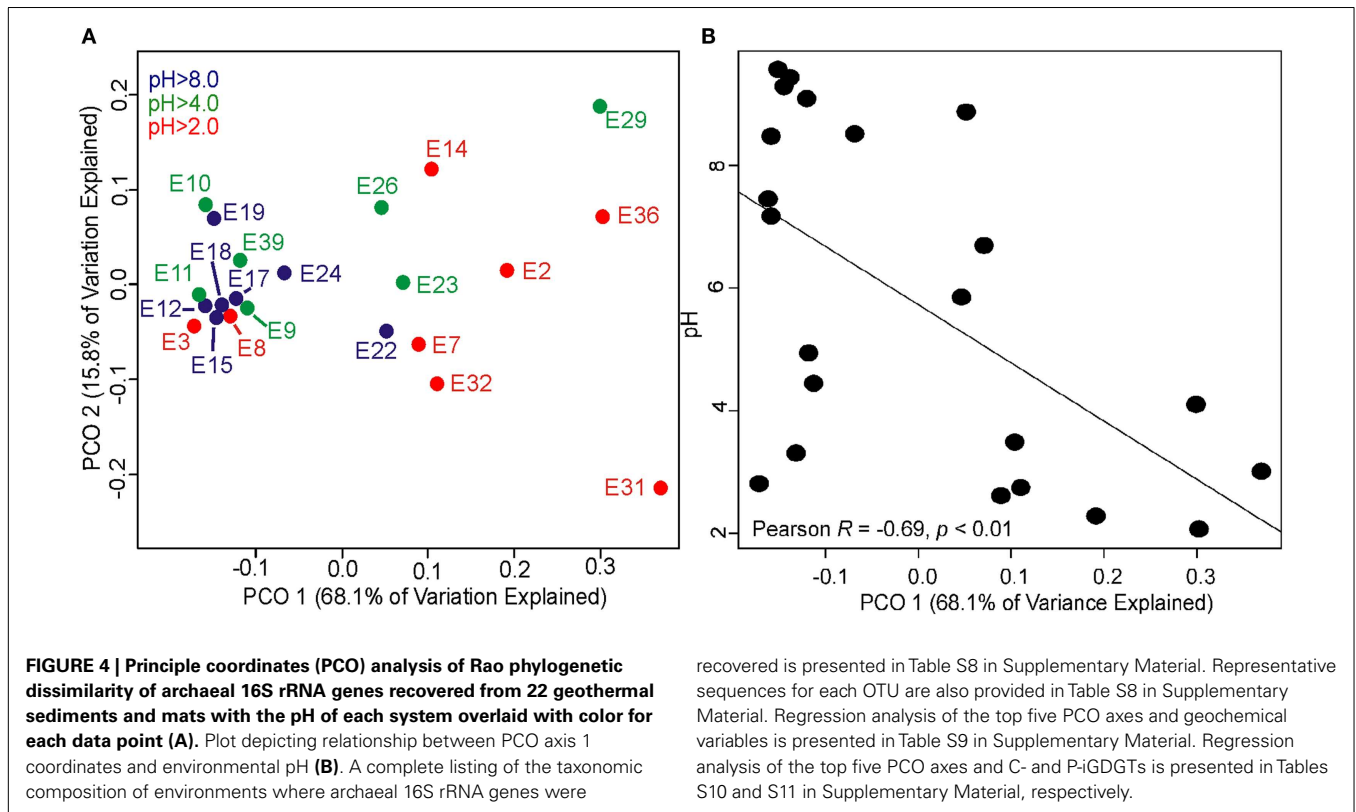 A
pH>8.0
pH>4.0
pH>2.0
E29
E14
E10
E26
E19
E36
E18
E39
E11
E17
E24
E2
E23
E12
E3
E8
E9
E15
E22
E7
E32
E31
0.2
0.1
0.0
-0.1
-0.2
PCO 2 (15.8% of Variation Explained)
-0.1 0.0 0.1 0.2 0.3
PCO 1 (68.1% of Variation Explained)
B
8
6
4
2
pH
Pearson R = -0.69, p < 0.01
-0.1 0.0 0.1 0.2 0.3
PCO 1 (68.1% of Variance Explained)
FIGURE 4 | Principle coordinates (PCO) analysis of Rao phylogenetic
dissimilarity of archaeal 16S rRNA genes recovered from 22 geothermal
sediments and mats with the pH of each system overlaid with color for
each data point (A). Plot depicting relationship between PCO axis 1
coordinates and environmental pH (B). A complete listing of the taxonomic
composition of environments where archaeal 16S rRNA genes were
recovered is presented in Table S8 in Supplementary Material. Representative
sequences for each OTU are also provided in Table S8 in Supplementary
Material. Regression analysis of the top five PCO axes and geochemical
variables is presented in Table S9 in Supplementary Material. Regression
analysis of the top five PCO axes and C- and P-iGDGTs is presented in Tables
S10 and S11 in Supplementary Material, respectively.